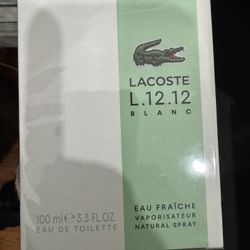 LACOSTE
L.12.12
BLANC
EAU FRAÎCHE
100 ml ℮ 3.3 FL.OZ. VAPORISATEUR
EAU DE TOILETTE NATURAL SPRAY